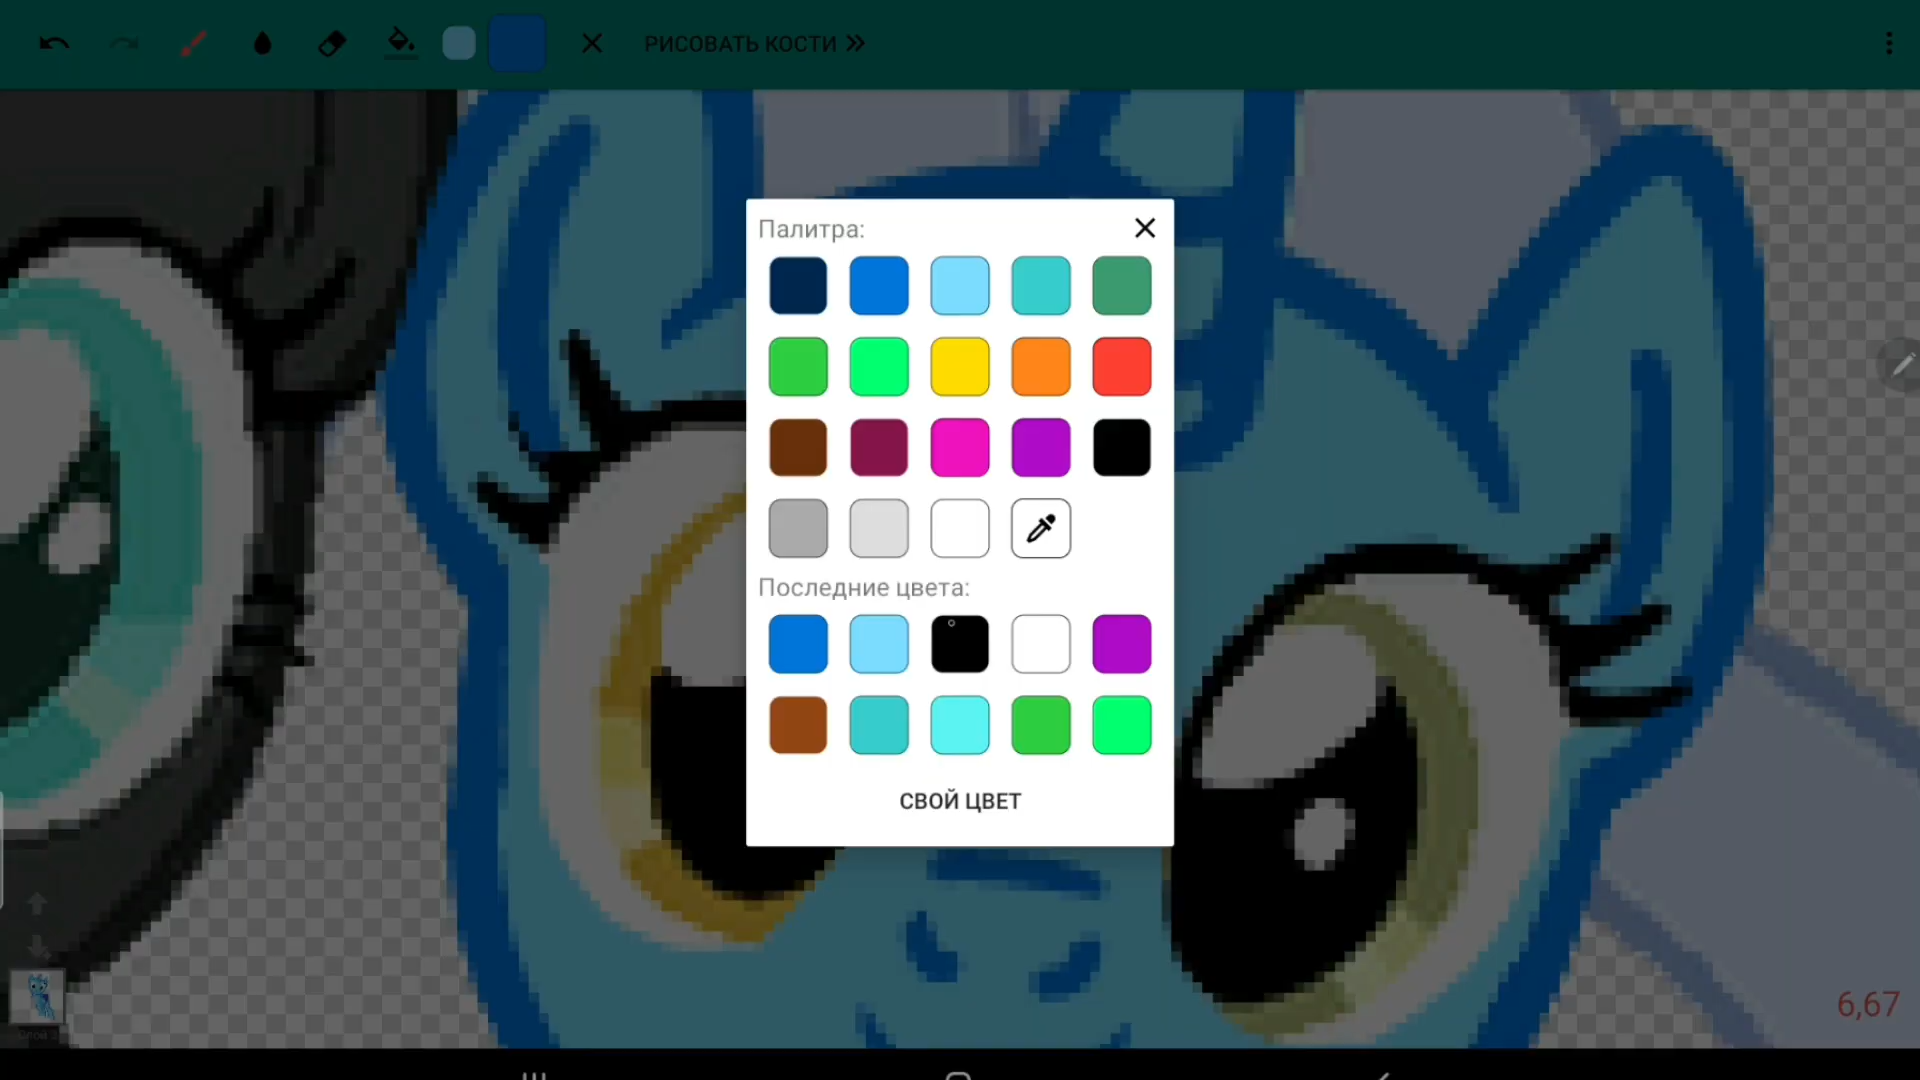 РИСОВАТЬ КОСТИ
Палитра:
Последние цвета:
СВОЙ ЦВЕТ
6,67